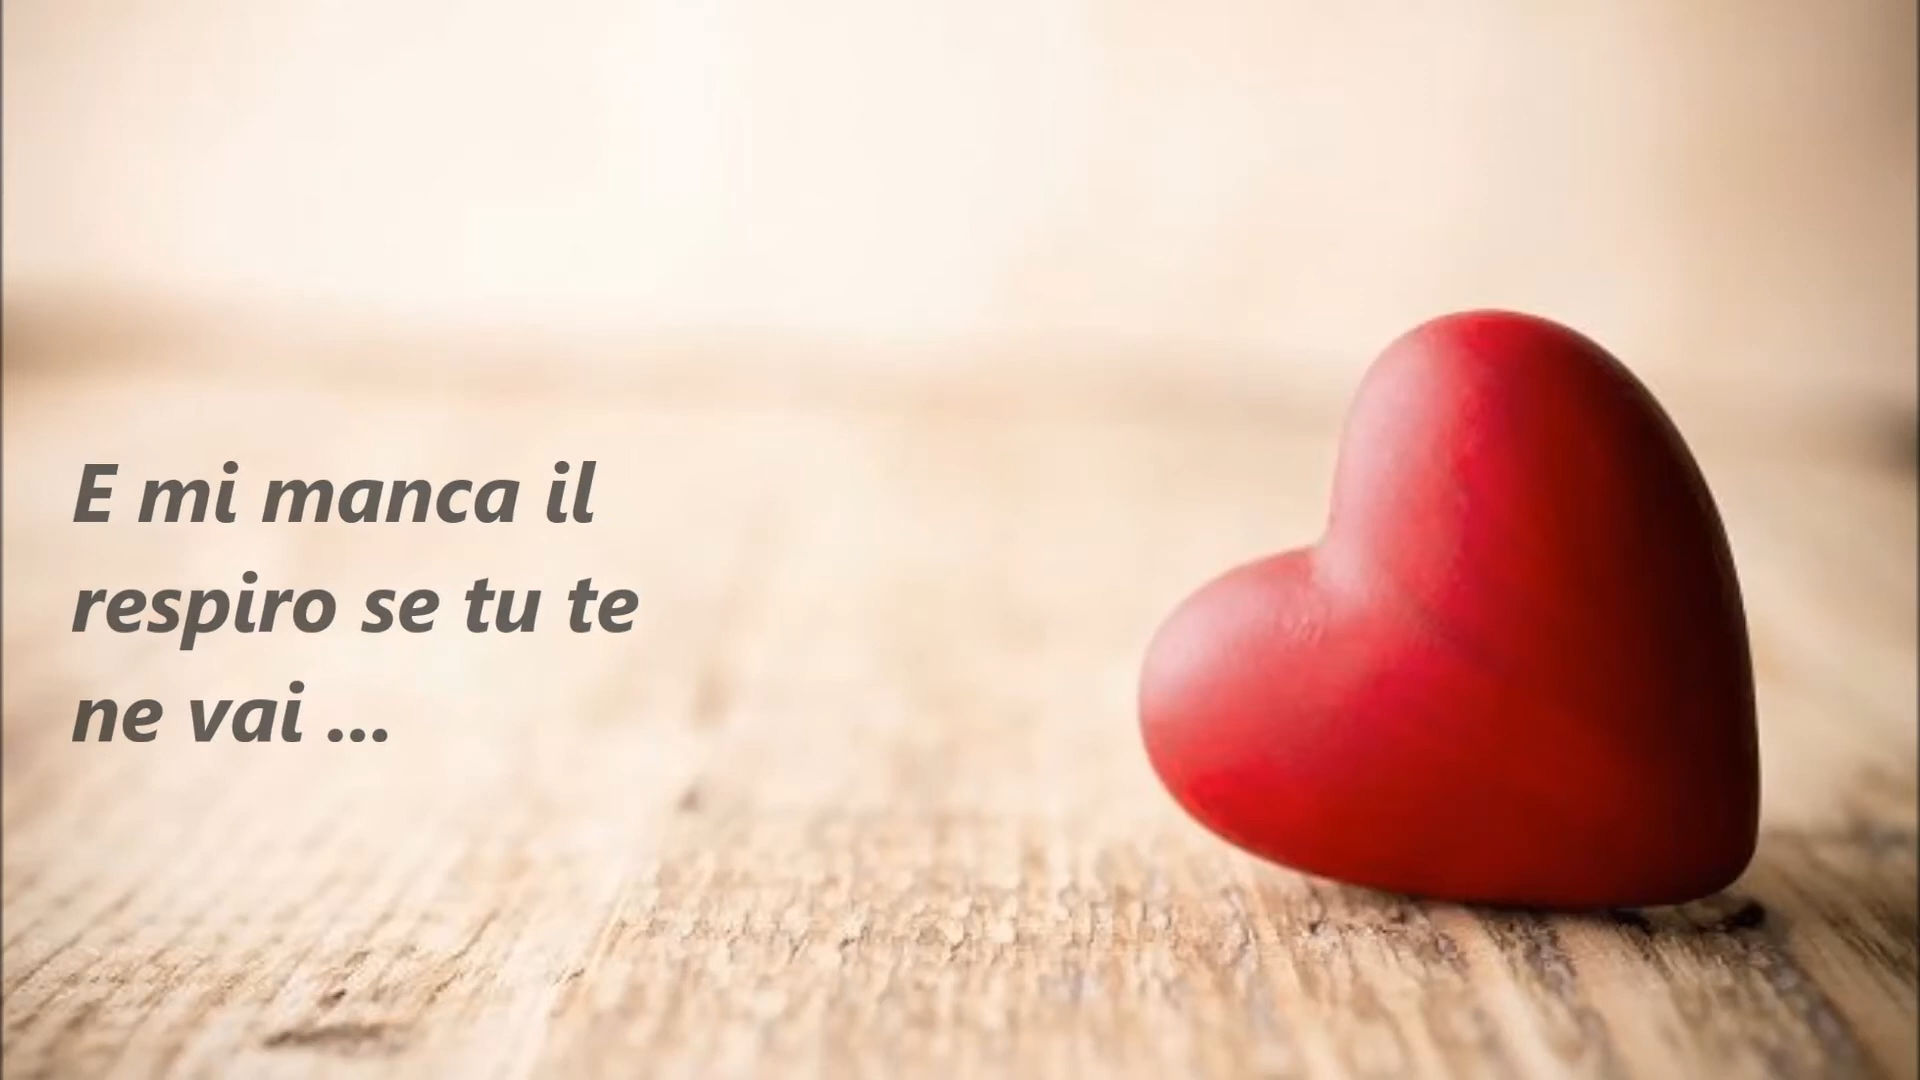 E mi manca il
respiro se tu te
ne vai ...